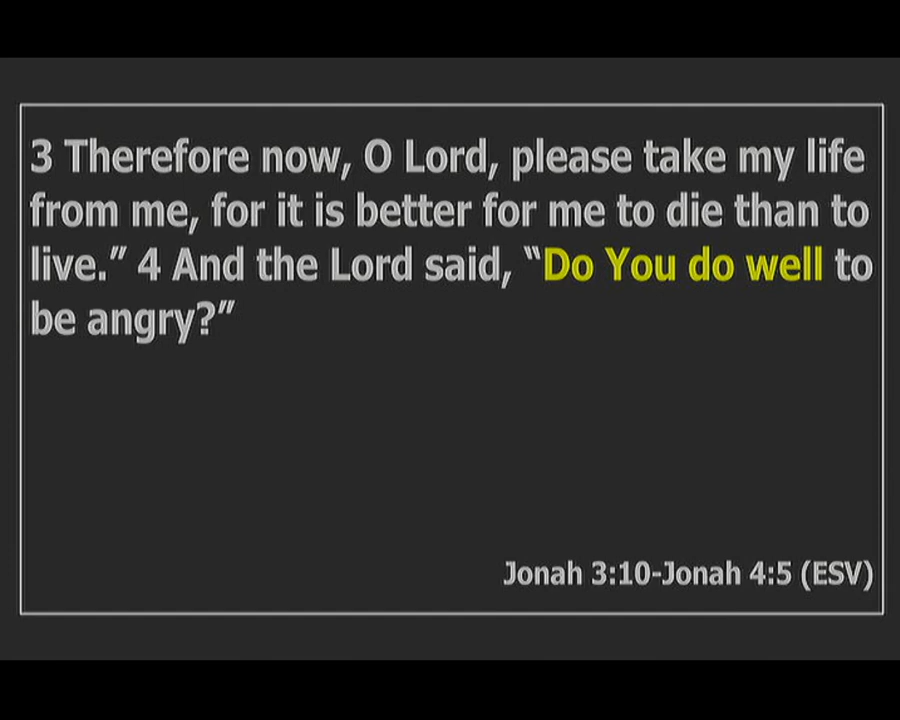 3 Therefore now, O Lord, please take my life
from me, for it is better for me to die than to
live.” 4 And the Lord said, “Do You do well to
be angry?”
Jonah 3:10-Jonah 4:5 (ESV)